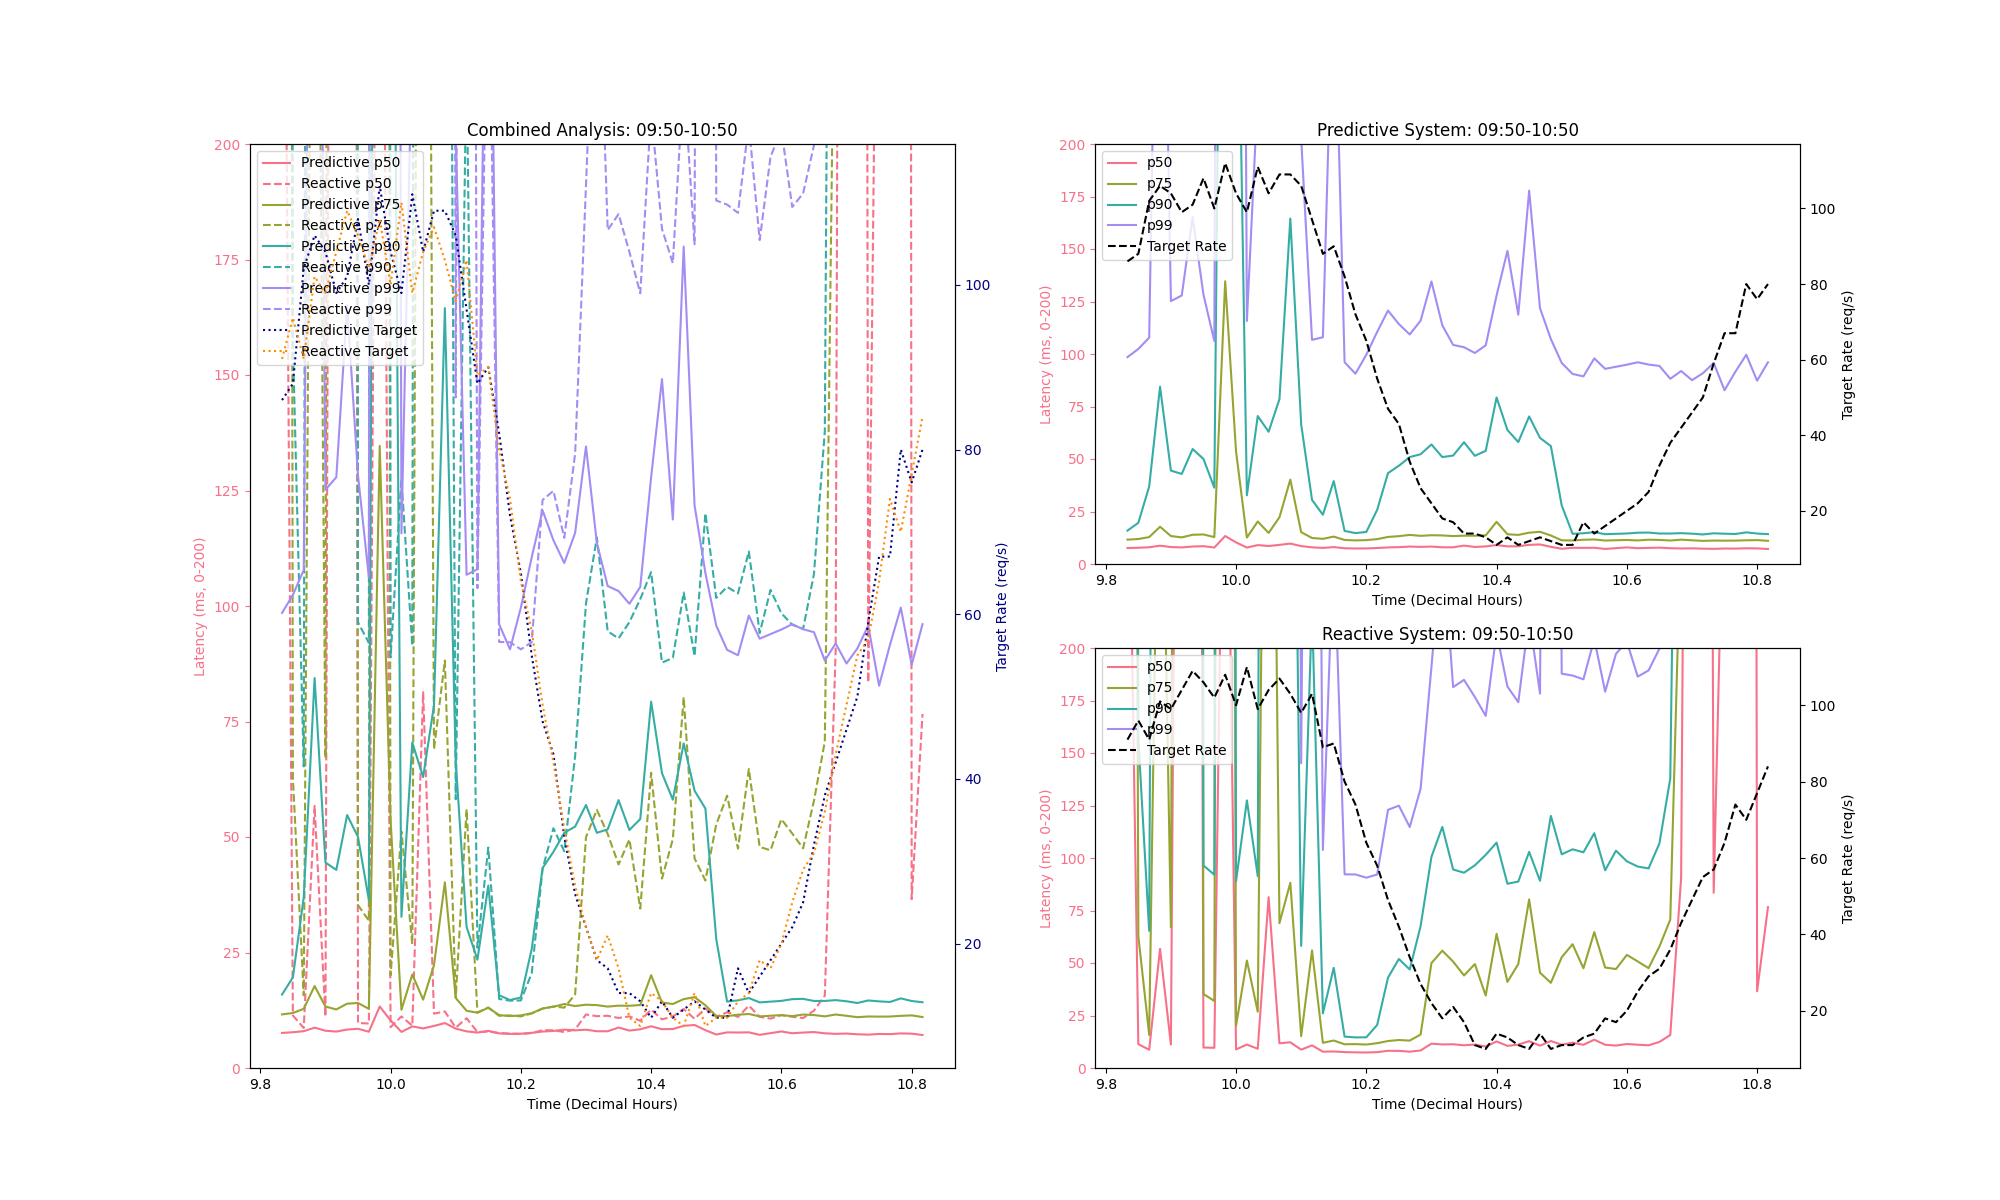 Combined Analysis: 09:50-10:50
200
175
150
125
100
75
50
25
0
Latency (ms, 0-200)
Predictive p50
Reactive p50
Predictive p75
Reactive p75
Predictive p90
Reactive p90
Predictive p99
Reactive p99
Predictive Target
Reactive Target
100
80
60
40
20
Target Rate (req/s)
9.8 10.0 10.2 10.4 10.6 10.8
Time (Decimal Hours)
Predictive System: 09:50-10:50
200
175
150
125
100
75
50
25
0
Latency (ms, 0-200)
p50
p75
p90
p99
Target Rate
100
80
60
40
20
Target Rate (req/s)
9.8 10.0 10.2 10.4 10.6 10.8
Time (Decimal Hours)
Reactive System: 09:50-10:50
200
175
150
125
100
75
50
25
0
Latency (ms, 0-200)
p50
p75
p90
p99
Target Rate
100
80
60
40
20
Target Rate (req/s)
9.8 10.0 10.2 10.4 10.6 10.8
Time (Decimal Hours)